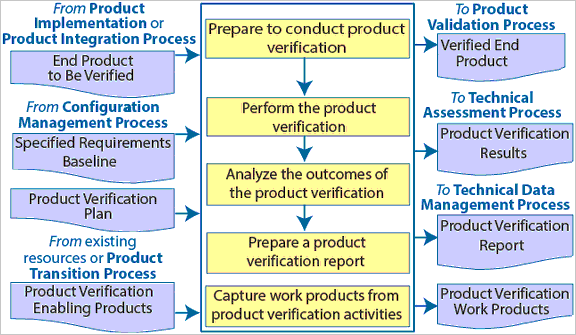 From Product
Implementation or
Product Integration Process
End Product
to Be Verified
From Configuration
Management Process
Specified Requirements
Baseline
Product Verification
Plan
From existing
resources or Product
Transition Process
Product Verification
Enabling Products
Prepare to conduct product
verification
Perform the product
verification
Analyze the outcomes of
the product verification
Prepare a product
verification report
Capture work products from
product verification activities
To Product
Validation Process
Verified End
Product
To Technical
Assessment Process
Product Verification
Results
To Technical Data
Management Process
Product Verification
Report
Product Verification
Work Products